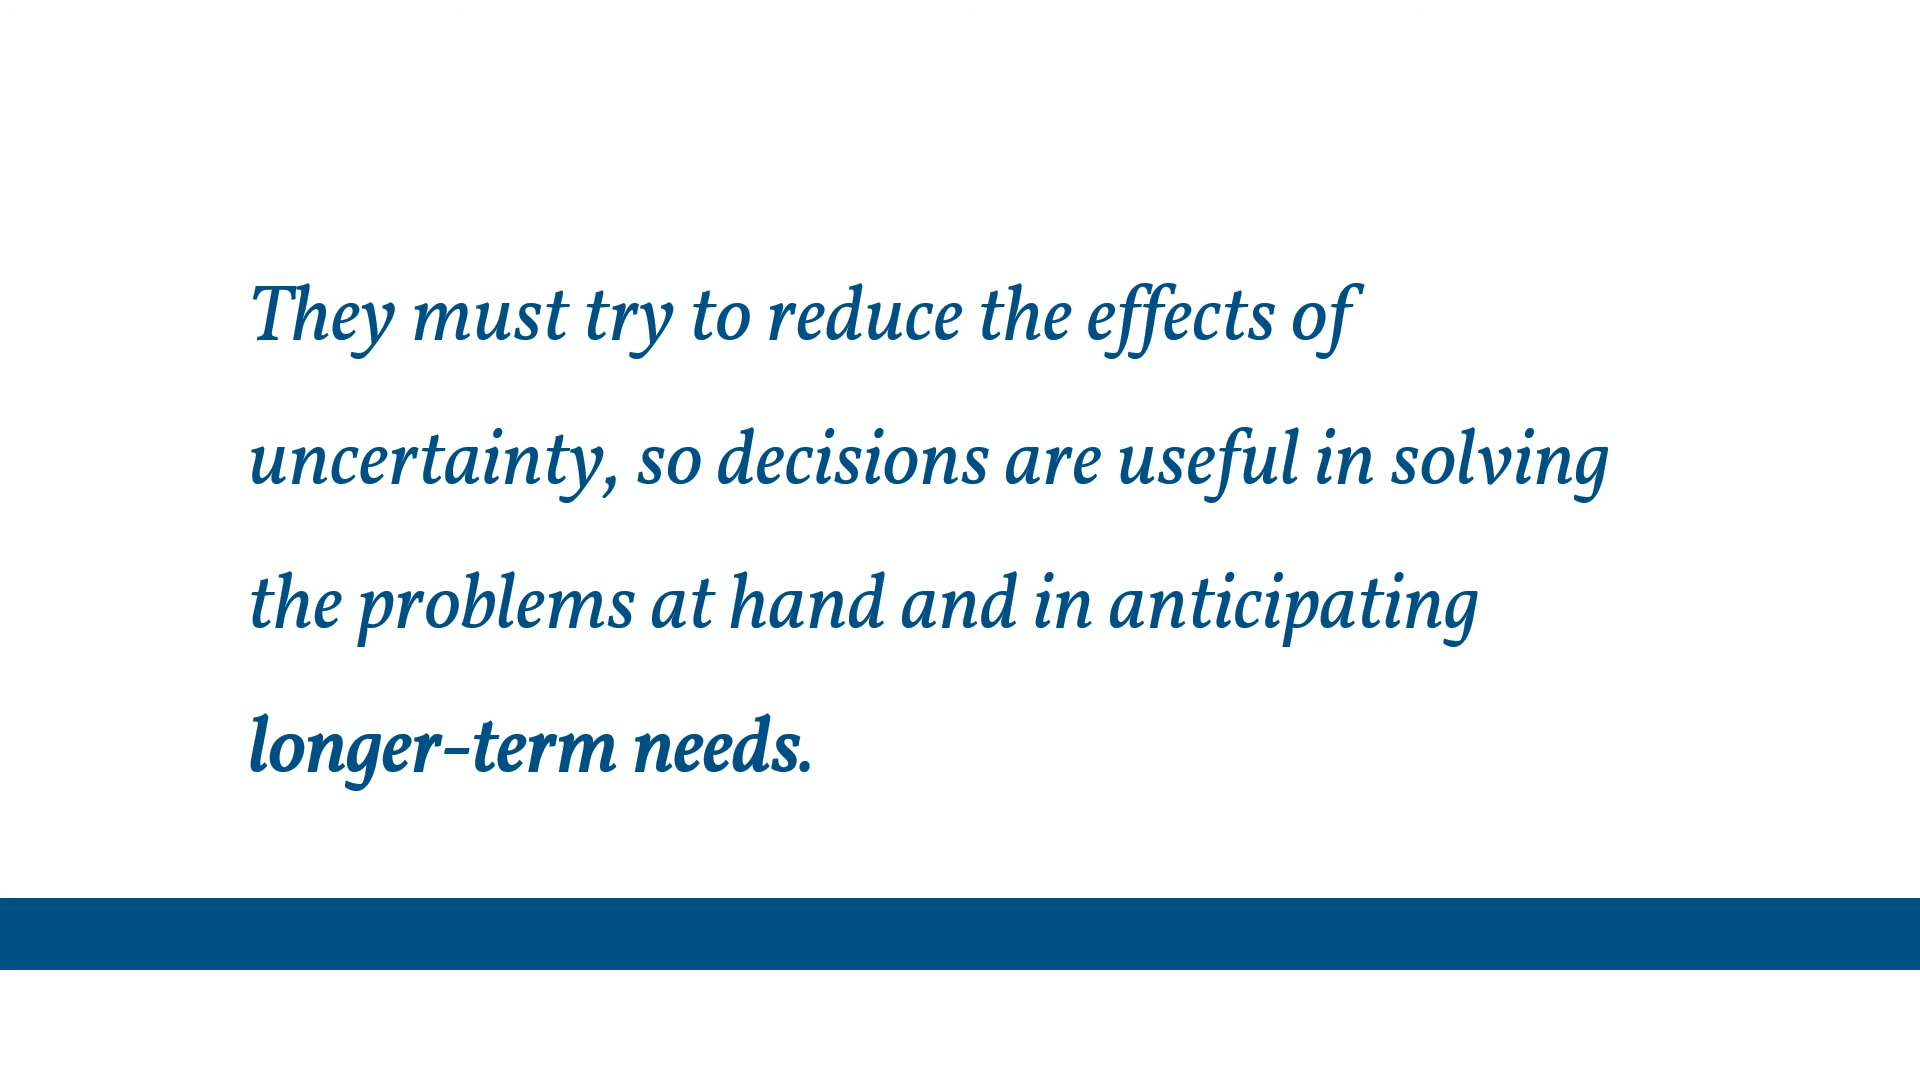 They must try to reduce the effects of
uncertainty, so decisions are useful in solving
the problems at hand and in anticipating
longer-term needs.